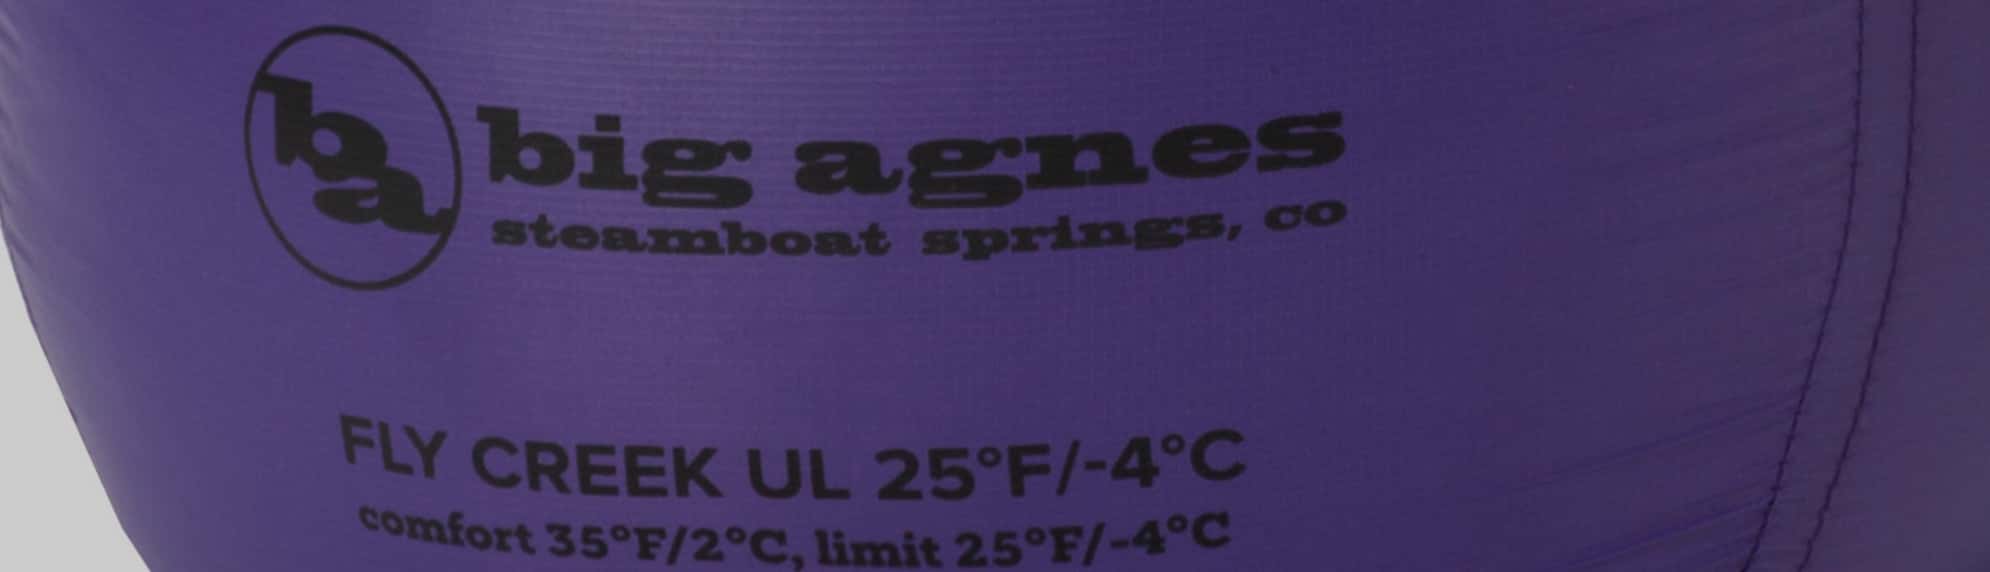 ba
big agnes
steamboat springs, co
FLY CREEK UL 25°F/-4°C
comfort 35°F/2°C, limit 25°F/-4°C